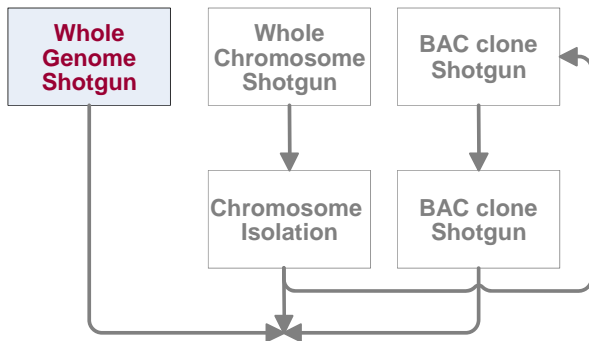 Whole
Genome
Shotgun
Whole
Chromosome
Shotgun
BAC clone
Shotgun
Chromosome
Isolation
BAC clone
Shotgun